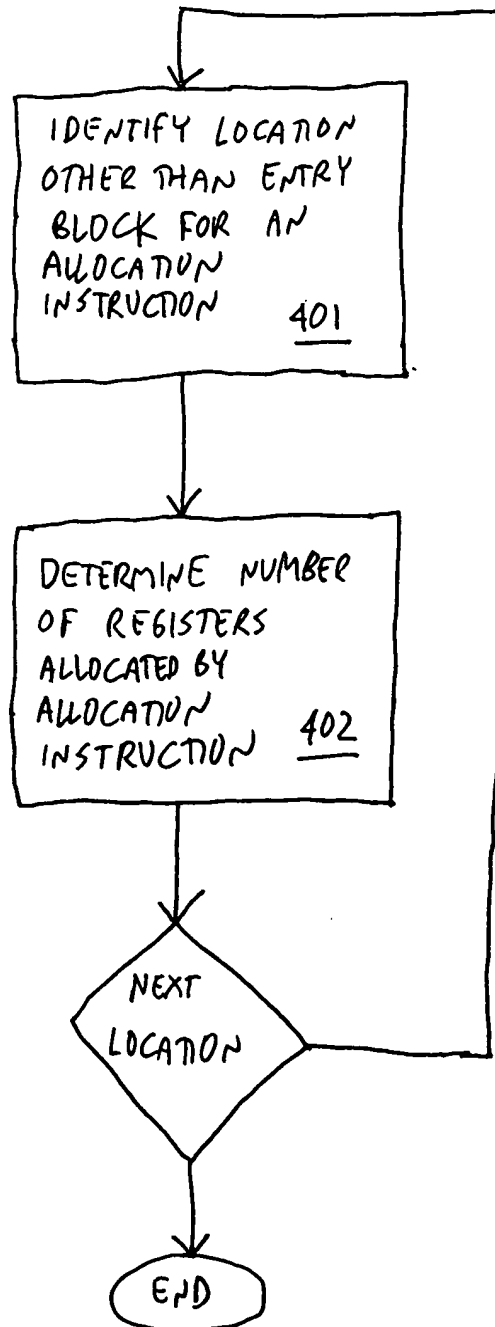 IDENTIFY LOCATION
OTHER THAN ENTRY
BLOCK FOR AN
ALLOCATION
INSTRUCTION 401
DETERMINE NUMBER
OF REGISTERS
ALLOCATED BY
ALLOCATION
INSTRUCTION 402
NEXT
LOCATION
END